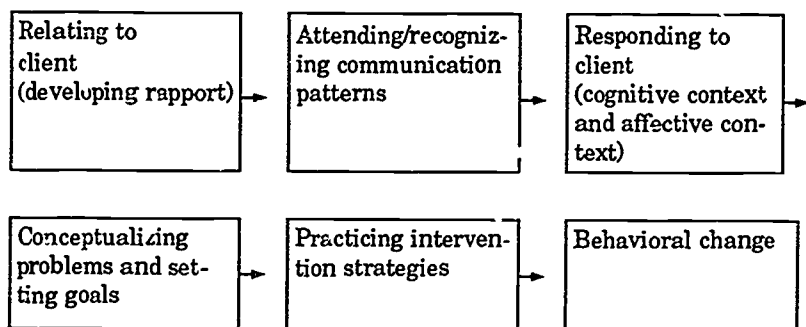 Relating to
client
(developing rapport)
Attending/recogniz-
ing communication
patterns
Responding to
client
(cognitive context
and affective con-
text)
Conceptualizing
problems and set-
ting goals
Practicing interven-
tion strategies
Behavioral change